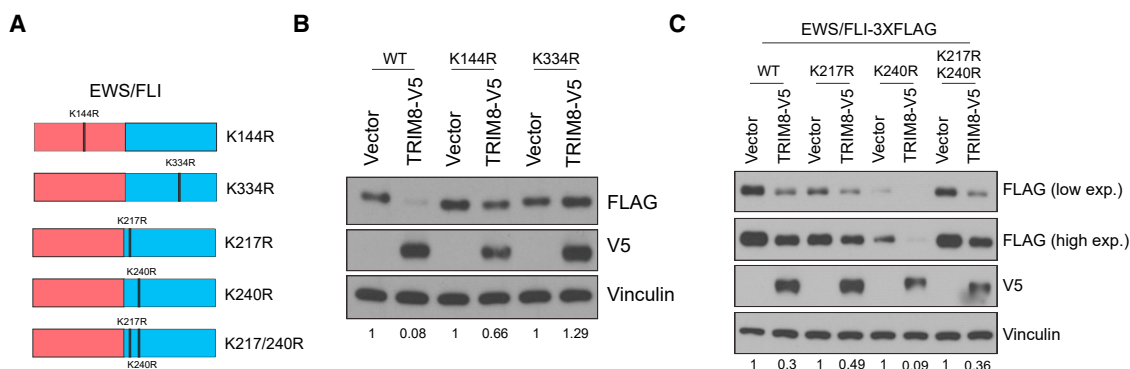 A
EWS/FLI
K144R
K144R
K334R
K334R
K217R
K217R
K240R
K217R
K217/240R
K240R
B
WT K144R K334R
Vector TRIM8-V5 Vector TRIM8-V5 Vector TRIM8-V5
FLAG
V5
Vinculin
1 0.08 1 0.66 1 1.29
C
EWS/FLI-3XFLAG
K217R
WT K217R K240R K240R
Vector TRIM8-V5 Vector TRIM8-V5 Vector TRIM8-V5 Vector TRIM8-V5
FLAG (low exp.)
FLAG (high exp.)
V5
Vinculin
1 0.3 1 0.49 1 0.09 1 0.36